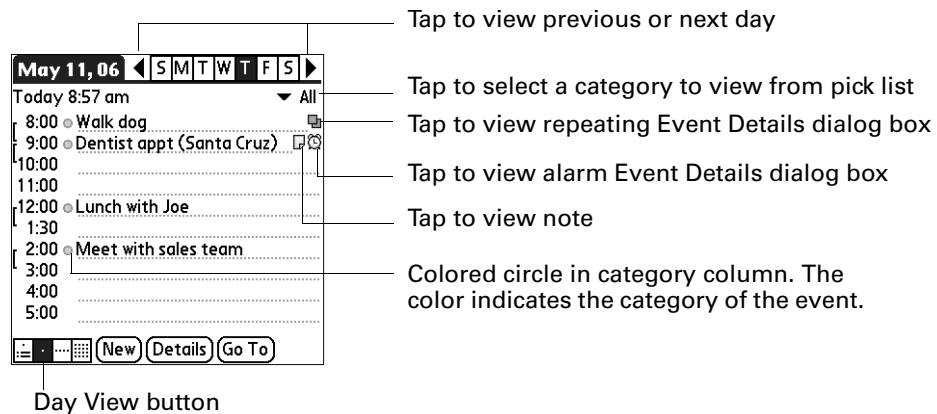 Tap to view previous or next day
May 11, 06 S M T W T F S
Today 8:57 am All
Tap to select a category to view from pick list
8:00 Walk dog
Tap to view repeating Event Details dialog box
9:00 Dentist appt (Santa Cruz)
10:00
Tap to view alarm Event Details dialog box
11:00
12:00 Lunch with Joe
Tap to view note
1:30
2:00 Meet with sales team
3:00
Colored circle in category column. The
color indicates the category of the event.
4:00
5:00
New Details Go To
Day View button